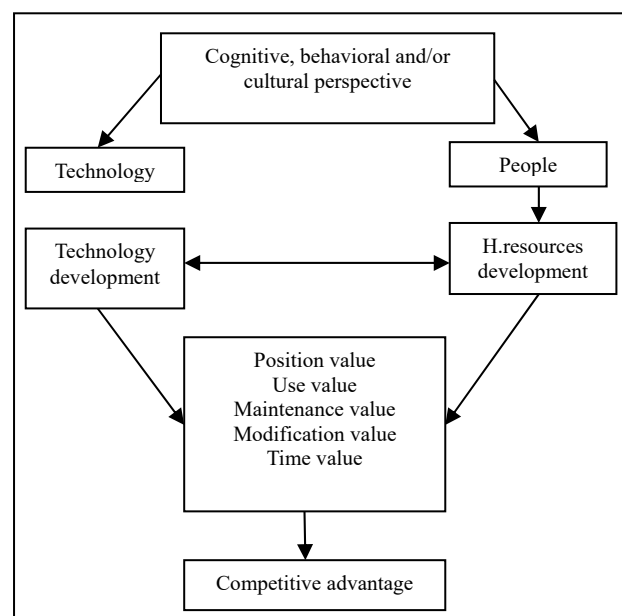 Cognitive, behavioral and/or
cultural perspective
Technology
People
Technology
development
H.resources
development
Position value
Use value
Maintenance value
Modification value
Time value
Competitive advantage